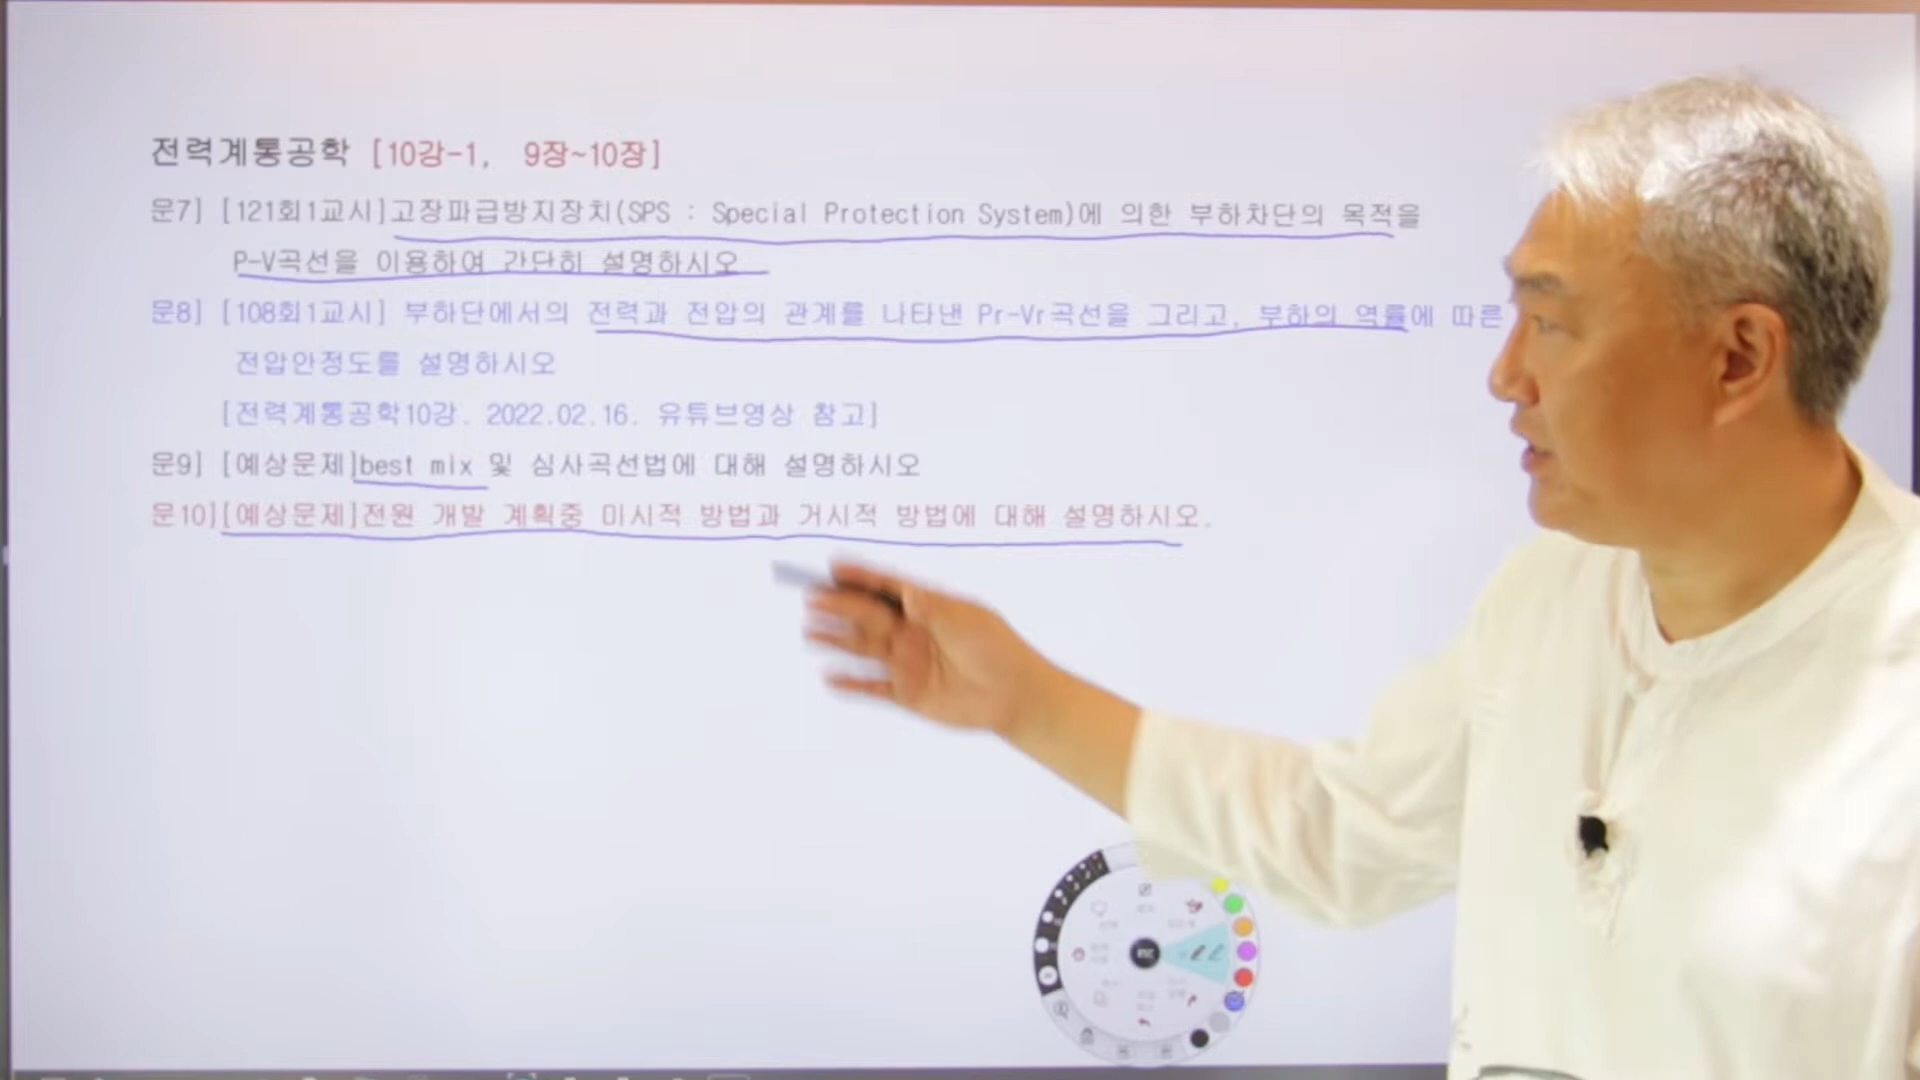 전력계통공학 [10강-1, 9장~10장]
문7] [121회1교시]고장파급방지장치(SPS : Special Protection System)에 의한 부하차단의 목적을
P-V곡선을 이용하여 간단히 설명하시오
문8] [108회1교시] 부하단에서의 전력과 전압의 관계를 나타낸 Pr-Vr곡선을 그리고, 부하의 역률에 따른
전압안정도를 설명하시오
[전력계통공학10강. 2022.02.16. 유튜브영상 참고]
문9] [예상문제]best mix 및 심사곡선법에 대해 설명하시오
문10][예상문제]전원 개발 계획중 미시적 방법과 거시적 방법에 대해 설명하시오.